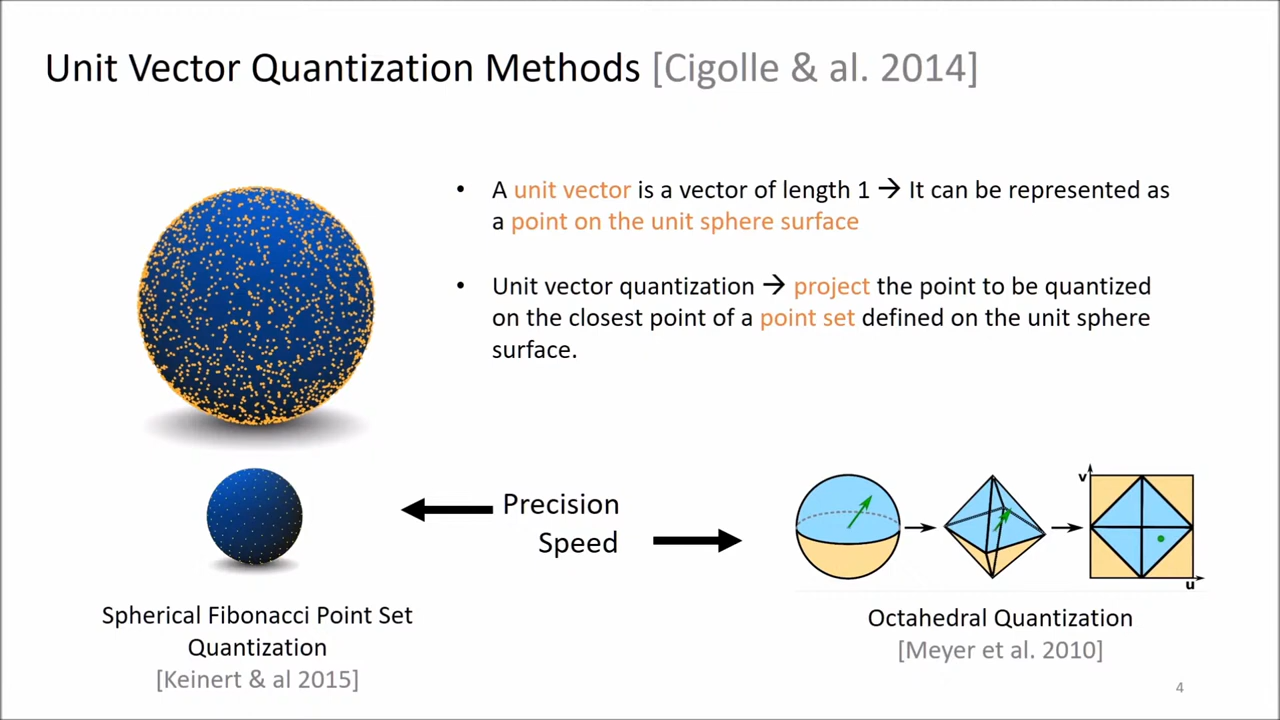 Unit Vector Quantization Methods [Cigolle & al. 2014]
• A unit vector is a vector of length 1 → It can be represented as
a point on the unit sphere surface
• Unit vector quantization → project the point to be quantized
on the closest point of a point set defined on the unit sphere
surface.
Precision
Speed
v
u
Spherical Fibonacci Point Set
Quantization
[Keinert & al 2015]
Octahedral Quantization
[Meyer et al. 2010]
4